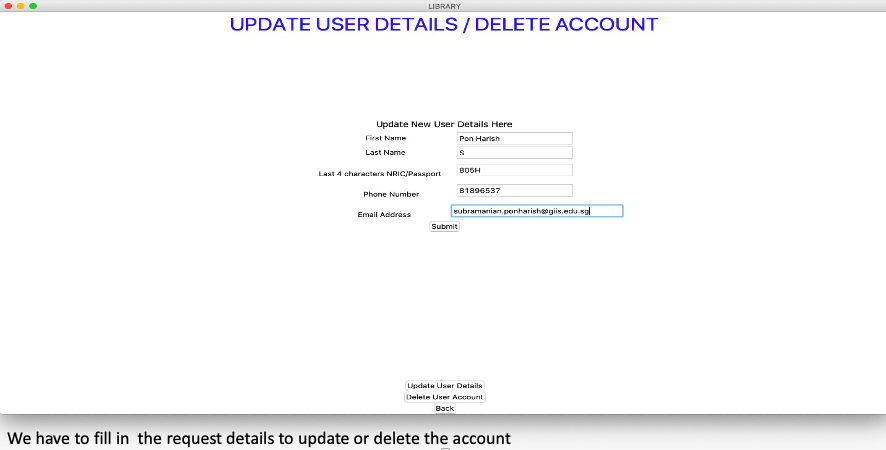 LIBRARY
UPDATE USER DETAILS / DELETE ACCOUNT
Update New User Details Here
First Name Pon Harish
Last Name S
Last 4 characters NRIC/Passport 805H
Phone Number 81896537
Email Address subramanian.ponharish@giis.edu.sg
Submit
Update User Details
Delete User Account
Back
We have to fill in the request details to update or delete the account